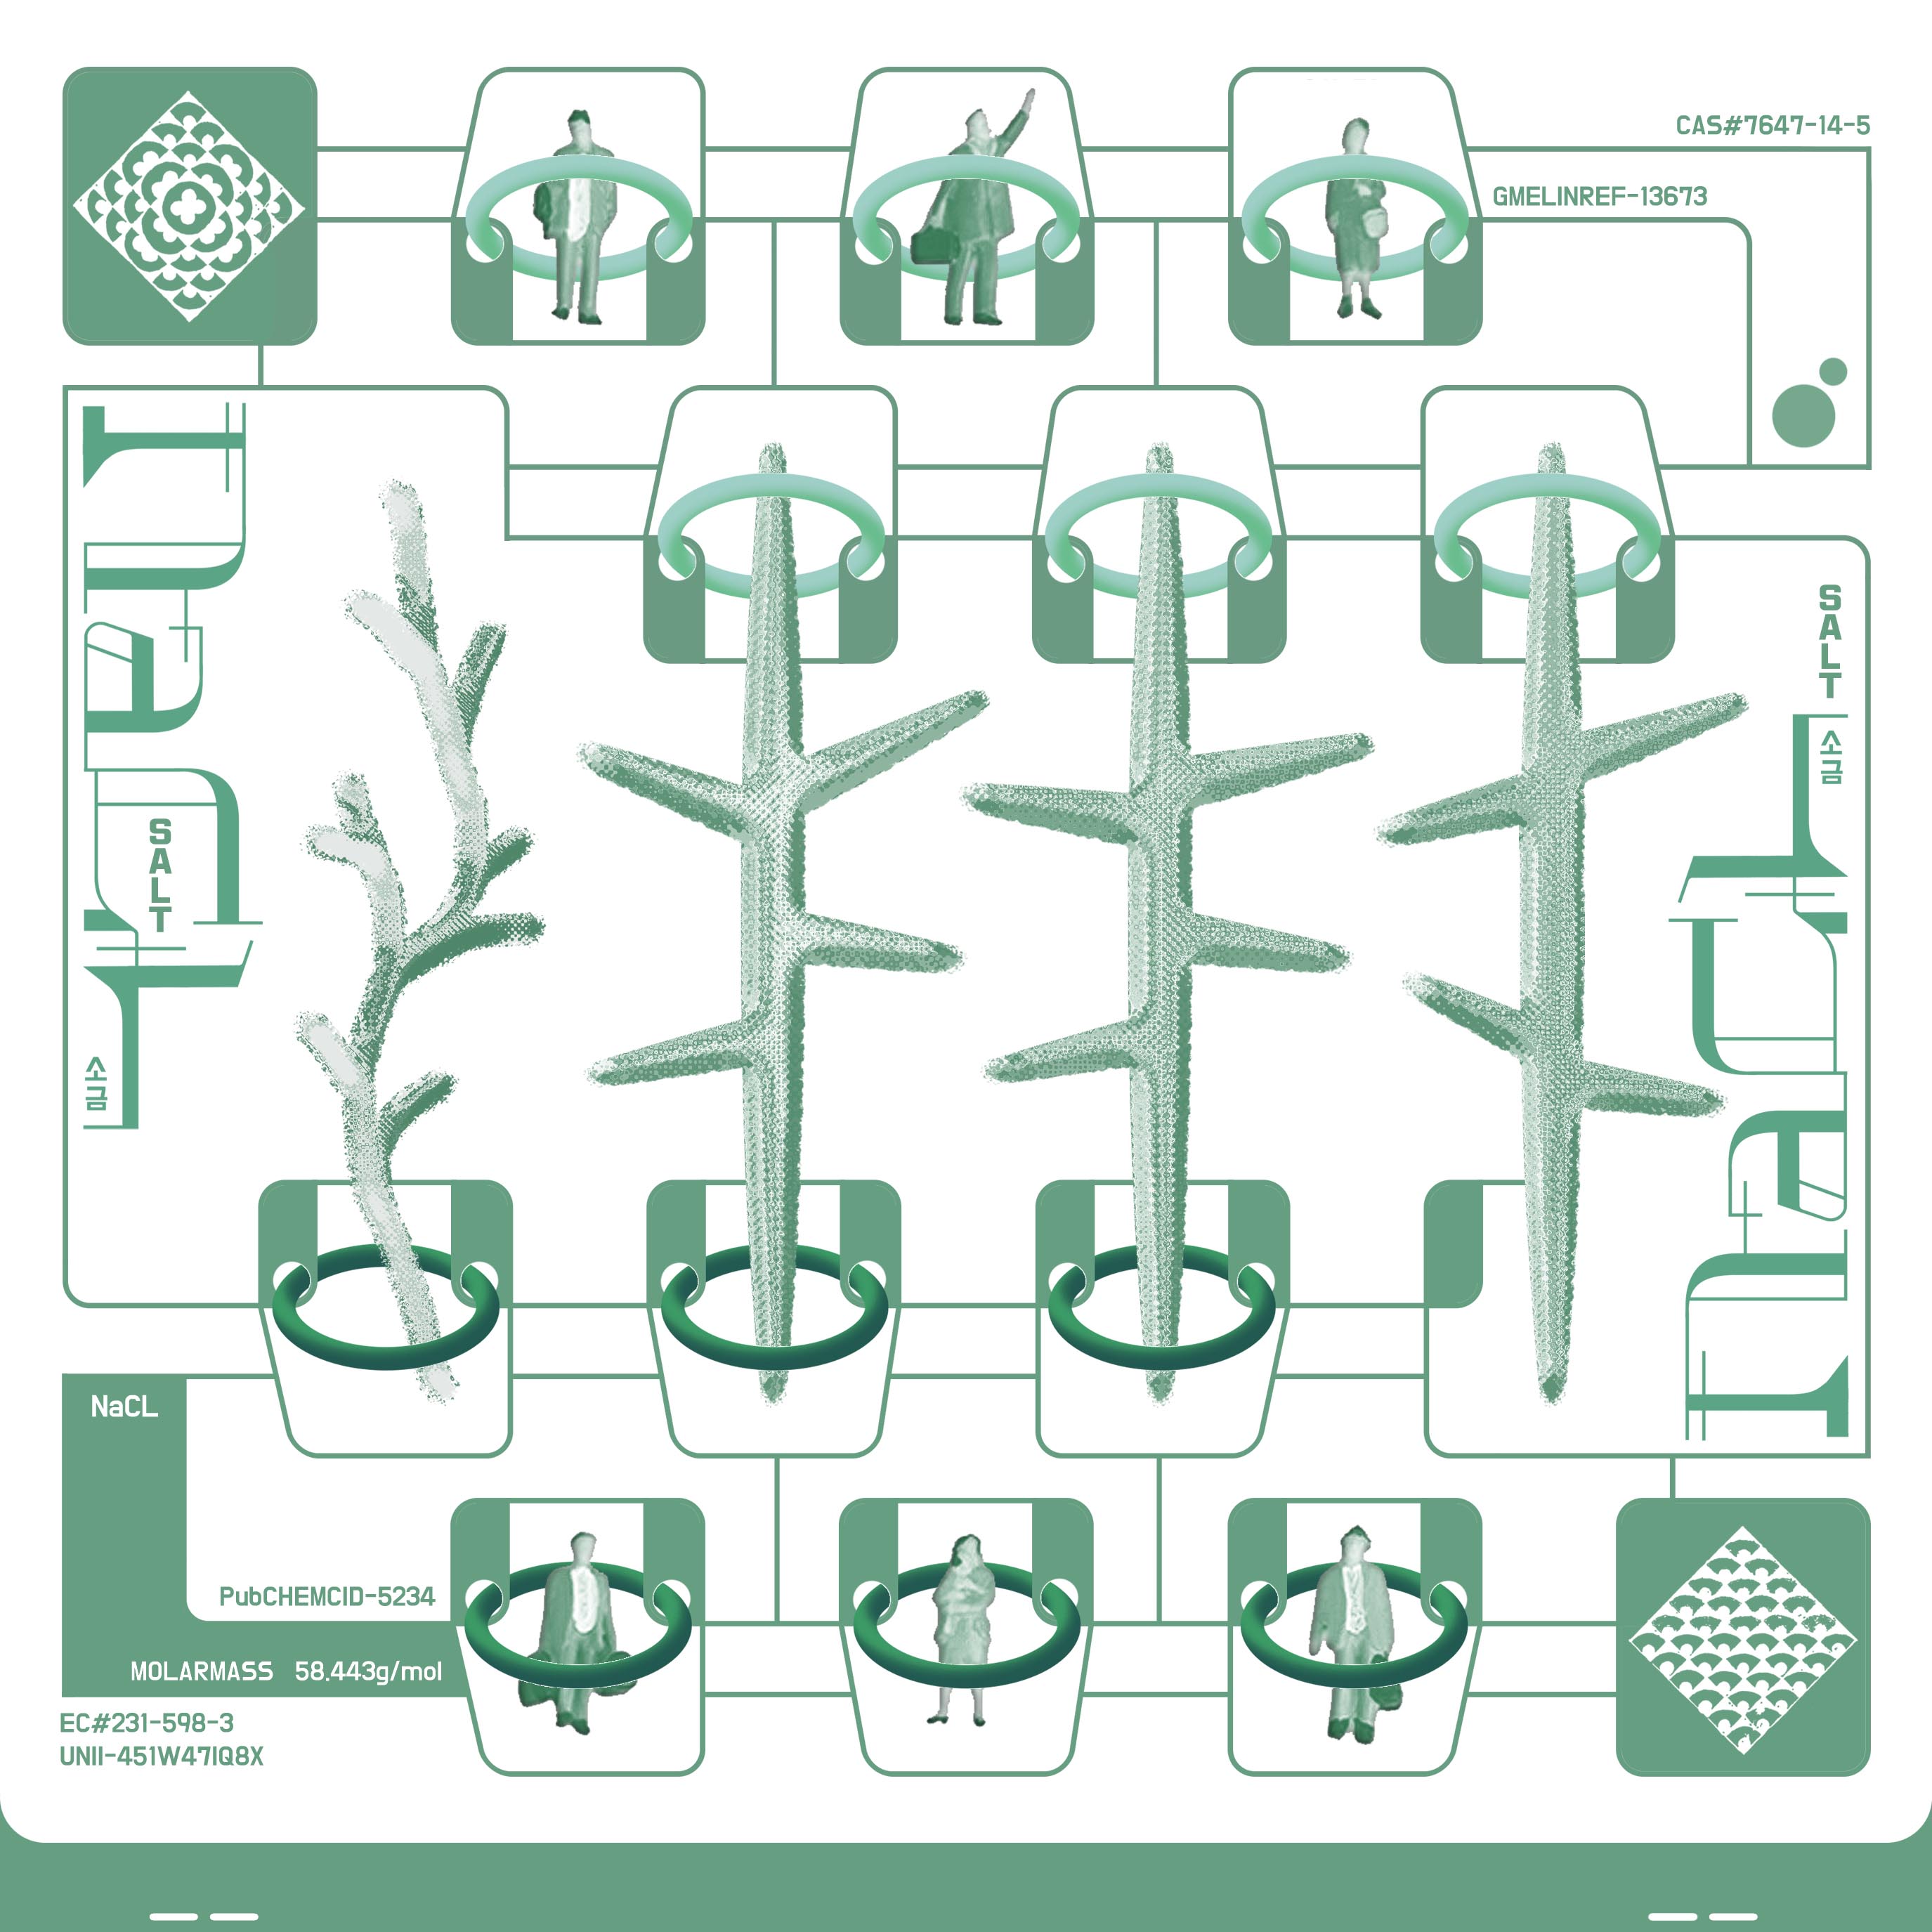 CAS#7647-14-5
GMELINREF-13673
SALT
소금
SALT
소금
NaCL
PubCHEMCID-5234
MOLARMASS 58.443g/mol
EC#231-598-3
UNII-451W47IQ8X